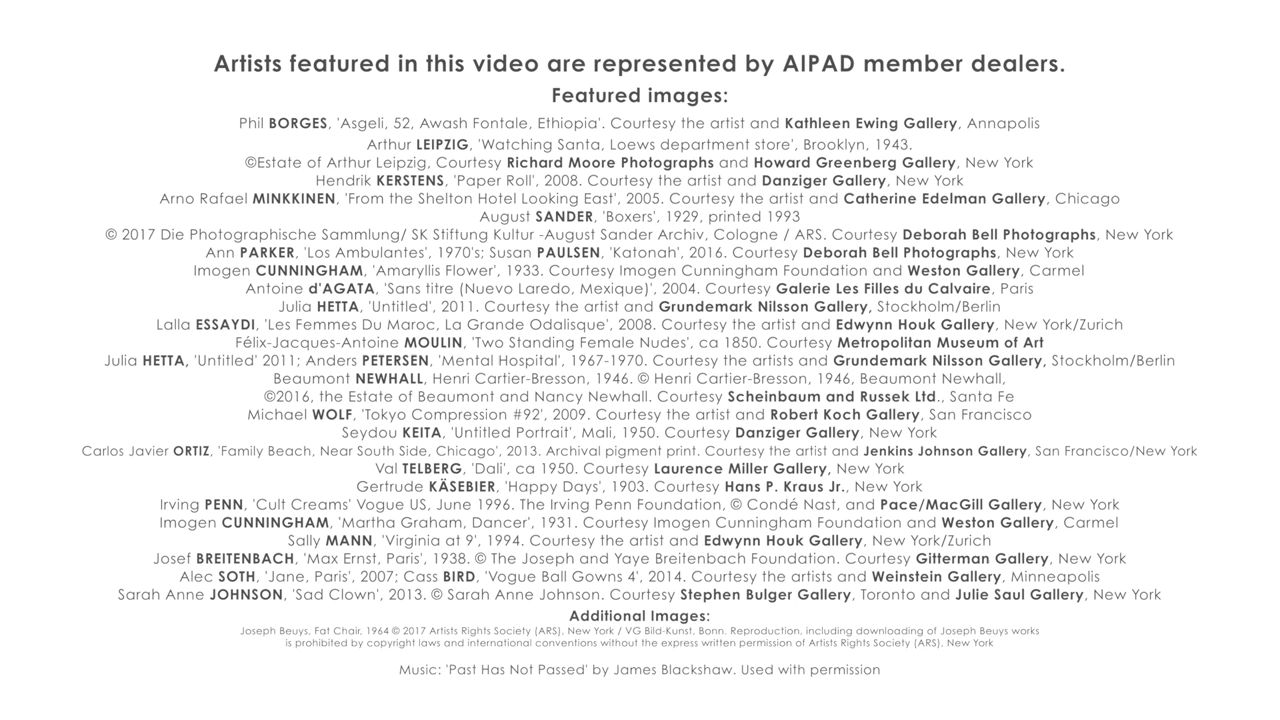 Artists featured in this video are represented by AIPAD member dealers.
Featured images:
Phil BORGES, 'Asgeli, 52, Awash Fontale, Ethiopia'. Courtesy the artist and Kathleen Ewing Gallery, Annapolis
Arthur LEIPZIG, 'Watching Santa, Loews department store', Brooklyn, 1943.
©Estate of Arthur Leipzig, Courtesy Richard Moore Photographs and Howard Greenberg Gallery, New York
Hendrik KERSTENS, 'Paper Roll', 2008. Courtesy the artist and Danziger Gallery, New York
Arno Rafael MINKKINEN, 'From the Shelton Hotel Looking East', 2005. Courtesy the artist and Catherine Edelman Gallery, Chicago
August SANDER, 'Boxers', 1929, printed 1993
© 2017 Die Photographische Sammlung/ SK Stiftung Kultur -August Sander Archiv, Cologne / ARS. Courtesy Deborah Bell Photographs, New York
Ann PARKER, 'Los Ambulantes', 1970's; Susan PAULSEN, 'Katonah', 2016. Courtesy Deborah Bell Photographs, New York
Imogen CUNNINGHAM, 'Amaryllis Flower', 1933. Courtesy Imogen Cunningham Foundation and Weston Gallery, Carmel
Antoine d'AGATA, 'Sans titre (Nuevo Laredo, Mexique)', 2004. Courtesy Galerie Les Filles du Calvaire, Paris
Julia HETTA, 'Untitled', 2011. Courtesy the artist and Grundemark Nilsson Gallery, Stockholm/Berlin
Lalla ESSAYDI, 'Les Femmes Du Maroc, La Grande Odalisque', 2008. Courtesy the artist and Edwynn Houk Gallery, New York/Zurich
Félix-Jacques-Antoine MOULIN, 'Two Standing Female Nudes', ca 1850. Courtesy Metropolitan Museum of Art
Julia HETTA, 'Untitled' 2011; Anders PETERSEN, 'Mental Hospital', 1967-1970. Courtesy the artists and Grundemark Nilsson Gallery, Stockholm/Berlin
Beaumont NEWHALL, Henri Cartier-Bresson, 1946. © Henri Cartier-Bresson, 1946, Beaumont Newhall,
©2016, the Estate of Beaumont and Nancy Newhall. Courtesy Scheinbaum and Russek Ltd., Santa Fe
Michael WOLF, 'Tokyo Compression #92', 2009. Courtesy the artist and Robert Koch Gallery, San Francisco
Seydou KEITA, 'Untitled Portrait', Mali, 1950. Courtesy Danziger Gallery, New York
Carlos Javier ORTIZ, 'Family Beach, Near South Side, Chicago', 2013. Archival pigment print. Courtesy the artist and Jenkins Johnson Gallery, San Francisco/New York
Val TELBERG, 'Dali', ca 1950. Courtesy Laurence Miller Gallery, New York
Gertrude KÄSEBIER, 'Happy Days', 1903. Courtesy Hans P. Kraus Jr., New York
Irving PENN, 'Cult Creams' Vogue US, June 1996. The Irving Penn Foundation, © Condé Nast, and Pace/MacGill Gallery, New York
Imogen CUNNINGHAM, 'Martha Graham, Dancer', 1931. Courtesy Imogen Cunningham Foundation and Weston Gallery, Carmel
Sally MANN, 'Virginia at 9', 1994. Courtesy the artist and Edwynn Houk Gallery, New York/Zurich
Josef BREITENBACH, 'Max Ernst, Paris', 1938. © The Joseph and Yaye Breitenbach Foundation. Courtesy Gitterman Gallery, New York
Alec SOTH, 'Jane, Paris', 2007; Cass BIRD, 'Vogue Ball Gowns 4', 2014. Courtesy the artists and Weinstein Gallery, Minneapolis
Sarah Anne JOHNSON, 'Sad Clown', 2013. © Sarah Anne Johnson. Courtesy Stephen Bulger Gallery, Toronto and Julie Saul Gallery, New York
Additional Images:
Joseph Beuys, Fat Chair, 1964 © 2017 Artists Rights Society (ARS), New York / VG Bild-Kunst, Bonn. Reproduction, including downloading of Joseph Beuys works
is prohibited by copyright laws and international conventions without the express written permission of Artists Rights Society (ARS), New York
Music: 'Past Has Not Passed' by James Blackshaw. Used with permission